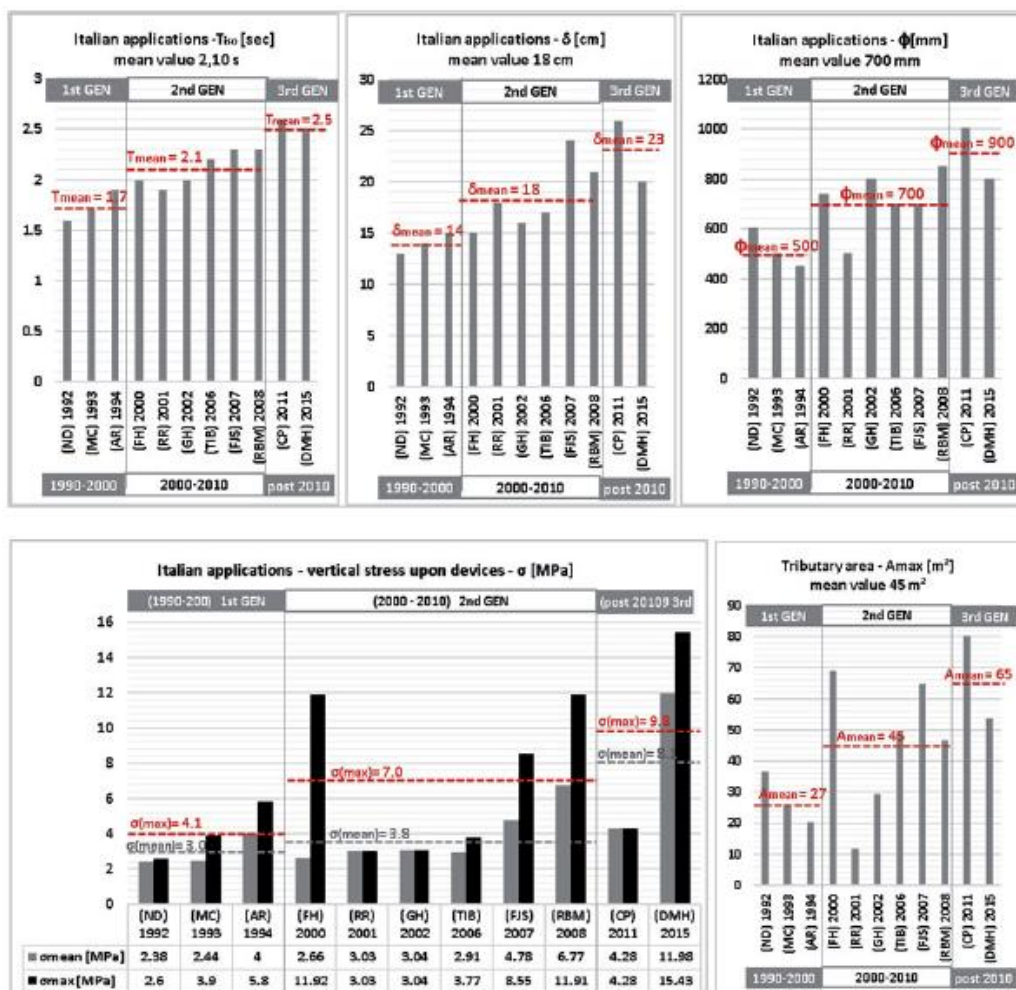 Italian applications -Tiso [sec]
mean value 2,10 s
1st GEN
2nd GEN
3rd GEN
3
2.5
2
1.5
1
0.5
0
Tmean = 1.7
Tmean = 2.1
Tmean = 2.5
(ND) 1992
(MC) 1993
(AR) 1994
(FH) 2000
(RR) 2001
(GH) 2002
(TIB) 2006
(FJS) 2007
(RBM) 2008
(CP) 2011
(DMH) 2015
1990-2000
2000-2010
post 2010
Italian applications - δ [cm]
mean value 18 cm
1st GEN
2nd GEN
3rd GEN
30
25
20
15
10
5
0
δmean = 14
δmean = 18
δmean = 23
(ND) 1992
(MC) 1993
(AR) 1994
(FH) 2000
(RR) 2001
(GH) 2002
(TIB) 2006
(FJS) 2007
(RBM) 2008
(CP) 2011
(DMH) 2015
1990-2000
2000-2010
post 2010
Italian applications - ϕ[mm]
mean value 700 mm
1st GEN
2nd GEN
3rd GEN
1200
1000
800
600
400
200
0
ϕmean = 500
ϕmean = 700
ϕmean = 900
(ND) 1992
(MC) 1993
(AR) 1994
(FH) 2000
(RR) 2001
(GH) 2002
(TIB) 2006
(FJS) 2007
(RBM) 2008
(CP) 2011
(DMH) 2015
1990-2000
2000-2010
post 2010
Italian applications - vertical stress upon devices - σ [MPa]
(1990-200) 1st GEN
(2000 - 2010) 2nd GEN
(post 20109 3rd
16
14
12
10
8
6
4
2
0
σ(max)= 4.1
σ(mean)= 3.0
σ(max)= 7.0
σ(mean)= 3.8
σ(max)= 9.8
σ(mean)=
(ND) (MC) (AR) (FH) (RR) (GH) (TIB) (FJS) (RBM) (CP) (DMH)
1992 1993 1994 2000 2001 2002 2006 2007 2008 2011 2015
σmean [MPa] 2.38 2.44 4 2.66 3.03 3.04 2.91 4.78 6.77 4.28 11.98
σmax[MPa] 2.6 3.9 5.8 11.92 3.03 3.04 3.77 8.55 11.91 4.28 15.43
Tributary area - Amax [m²]
mean value 45 m²
1st GEN
2nd GEN
3rd GEN
90
80
70
60
50
40
30
20
10
0
Amean = 27
Amean = 45
Amean = 65
(ND) 1992
(MC) 1993
(AR) 1994
(FH) 2000
(RR) 2001
(GH) 2002
(TIB) 2006
(FJS) 2007
(RBM) 2008
(CP) 2011
(DMH) 2015
1990-2000
2000-2010
post 2010